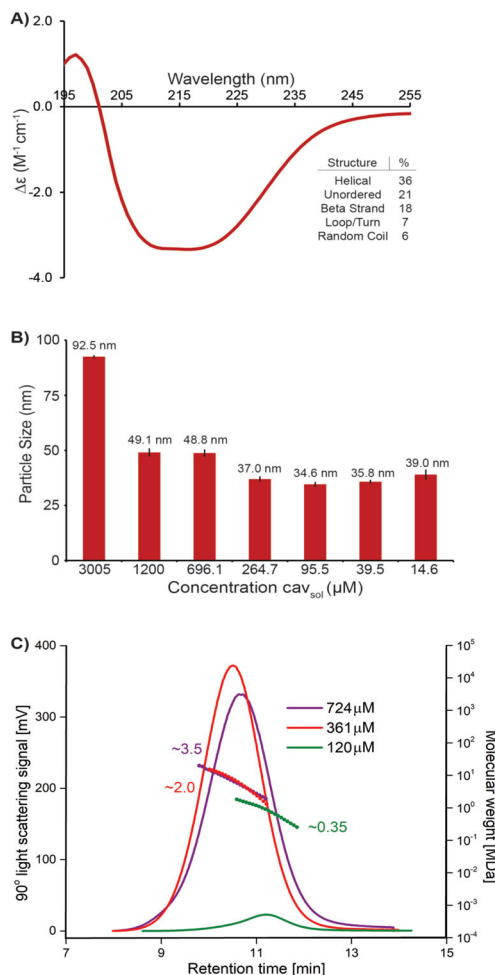 A)
2.0
Wavelength (nm)
195 205 215 225 235 245 255
0.0
-2.0
-4.0
Δε (M⁻¹ cm⁻¹)
Structure %
Helical 36
Unordered 21
Beta Strand 18
Loop/Turn 7
Random Coil 6
B)
100
75
50
25
0
Particle Size (nm)
92.5 nm
49.1 nm
48.8 nm
37.0 nm
34.6 nm
35.8 nm
39.0 nm
3005 1200 696.1 264.7 95.5 39.5 14.6
Concentration cavsol (µM)
C)
400
300
200
100
0
90° light scattering signal [mV]
724µM
361µM
120µM
~3.5
~2.0
~0.35
10⁵
10⁴
10³
10²
10¹
10⁰
10⁻¹
10⁻²
10⁻³
10⁻⁴
Molecular weight [MDa]
7 9 11 13 15
Retention time [min]